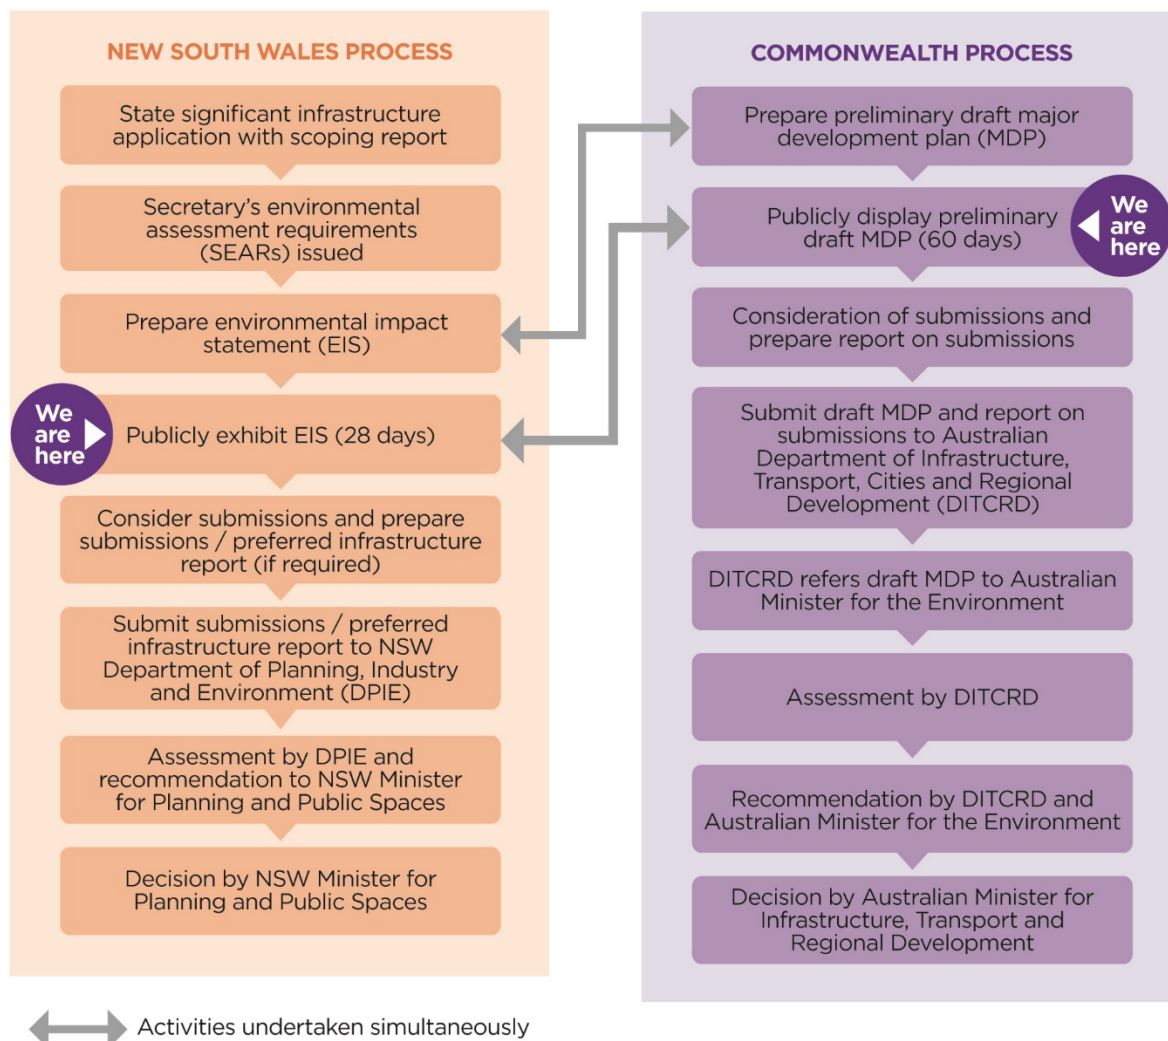 NEW SOUTH WALES PROCESS
State significant infrastructure
application with scoping report
Secretary's environmental
assessment requirements
(SEARs) issued
Prepare environmental impact
statement (EIS)
We
are
here
Publicly exhibit EIS (28 days)
Consider submissions and prepare
submissions / preferred infrastructure
report (if required)
Submit submissions / preferred
infrastructure report to NSW
Department of Planning, Industry
and Environment (DPIE)
Assessment by DPIE and
recommendation to NSW Minister
for Planning and Public Spaces
Decision by NSW Minister for
Planning and Public Spaces
COMMONWEALTH PROCESS
Prepare preliminary draft major
development plan (MDP)
Publicly display preliminary
draft MDP (60 days)
We
are
here
Consideration of submissions and
prepare report on submissions
Submit draft MDP and report on
submissions to Australian
Department of Infrastructure,
Transport, Cities and Regional
Development (DITCRD)
DITCRD refers draft MDP to Australian
Minister for the Environment
Assessment by DITCRD
Recommendation by DITCRD and
Australian Minister for the Environment
Decision by Australian Minister for
Infrastructure, Transport and
Regional Development
Activities undertaken simultaneously